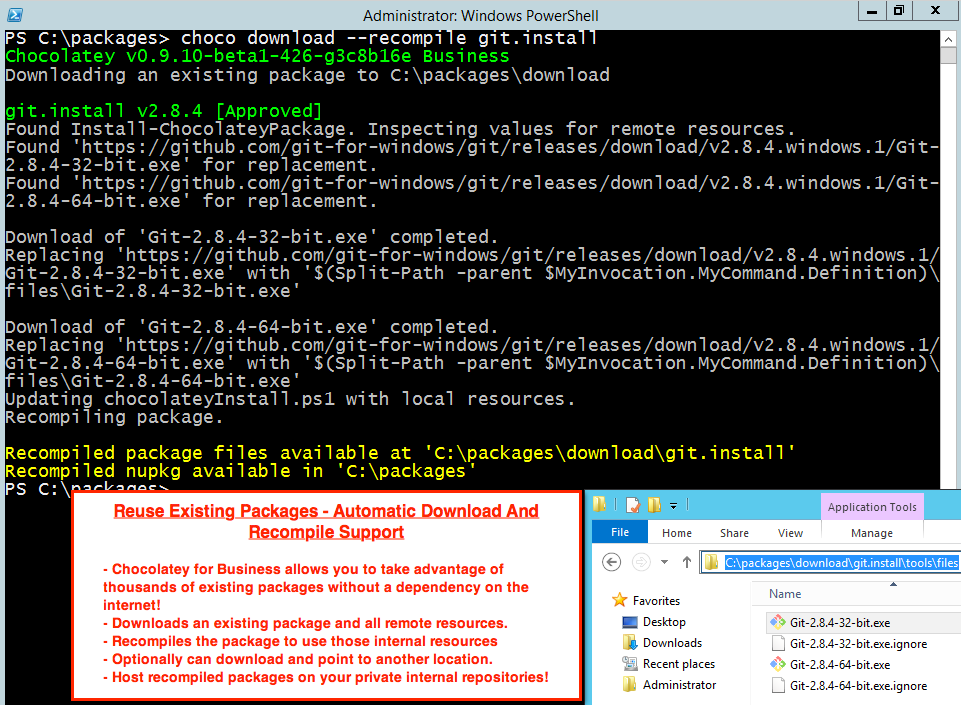 Administrator: Windows PowerShell
PS C:\packages> choco download --recompile git.install
Chocolatey v0.9.10-beta1-426-g3c8b16e Business
Downloading an existing package to C:\packages\download
git.install v2.8.4 [Approved]
Found Install-ChocolateyPackage. Inspecting values for remote resources.
Found 'https://github.com/git-for-windows/git/releases/download/v2.8.4.windows.1/Git-
2.8.4-32-bit.exe' for replacement.
Found 'https://github.com/git-for-windows/git/releases/download/v2.8.4.windows.1/Git-
2.8.4-64-bit.exe' for replacement.
Download of 'Git-2.8.4-32-bit.exe' completed.
Replacing 'https://github.com/git-for-windows/git/releases/download/v2.8.4.windows.1/
Git-2.8.4-32-bit.exe' with '$(Split-Path -parent $MyInvocation.MyCommand.Definition)\
files\Git-2.8.4-32-bit.exe'
Download of 'Git-2.8.4-64-bit.exe' completed.
Replacing 'https://github.com/git-for-windows/git/releases/download/v2.8.4.windows.1/
Git-2.8.4-64-bit.exe' with '$(Split-Path -parent $MyInvocation.MyCommand.Definition)\
files\Git-2.8.4-64-bit.exe'
Updating chocolateyInstall.ps1 with local resources.
Recompiling package.
Recompiled package files available at 'C:\packages\download\git.install'
Recompiled nupkg available in 'C:\packages'
PS C:\packages>
Reuse Existing Packages - Automatic Download And
Recompile Support
- Chocolatey for Business allows you to take advantage of
thousands of existing packages without a dependency on the
internet!
- Downloads an existing package and all remote resources.
- Recompiles the package to use those internal resources
- Optionally can download and point to another location.
- Host recompiled packages on your private internal repositories!
Application Tools
File Home Share View Manage
C:\packages\download\git.install\tools\files
Favorites
Desktop
Downloads
Recent places
Administrator
Name
Git-2.8.4-32-bit.exe
Git-2.8.4-32-bit.exe.ignore
Git-2.8.4-64-bit.exe
Git-2.8.4-64-bit.exe.ignore